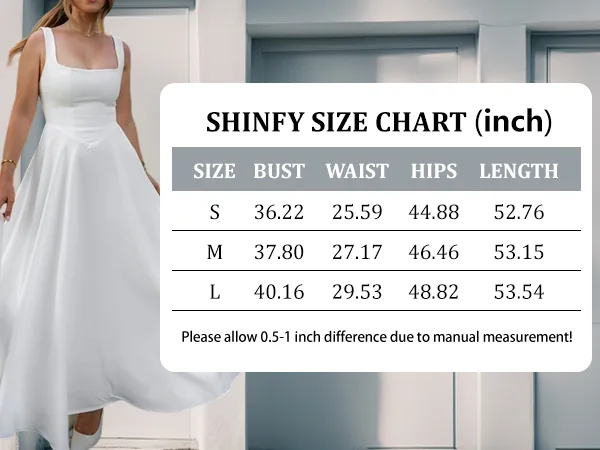 SHINFY SIZE CHART (inch)
SIZE BUST WAIST HIPS LENGTH
S 36.22 25.59 44.88 52.76
M 37.80 27.17 46.46 53.15
L 40.16 29.53 48.82 53.54
Please allow 0.5-1 inch difference due to manual measurement!